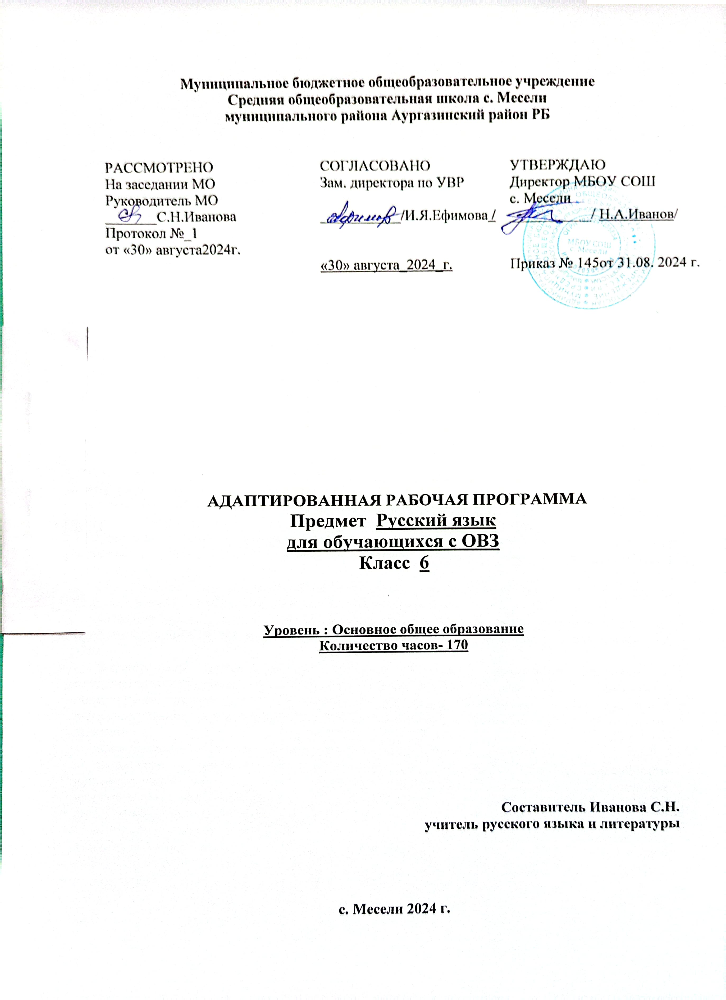 Муниципальное бюджетное общеобразовательное учреждение
Средняя общеобразовательная школа с. Месели
муниципального района Аургазинский район РБ
РАССМОТРЕНО
На заседании МО
Руководитель МО
_______С.Н.Иванова
Протокол №_1
от «30» августа2024г.
СОГЛАСОВАНО
Зам. директора по УВР
___________/И.Я.Ефимова_/
«30» августа_2024_г.
УТВЕРЖДАЮ
Директор МБОУ СОШ
с. Месели
___________/ Н.А.Иванов/
Приказ № 145от 31.08. 2024 г.
МБОУ СОШ
с. Месели
АДАПТИРОВАННАЯ РАБОЧАЯ ПРОГРАММА
Предмет Русский язык
для обучающихся с ОВЗ
Класс 6
Уровень : Основное общее образование
Количество часов- 170
Составитель Иванова С.Н.
учитель русского языка и литературы
с. Месели 2024 г.